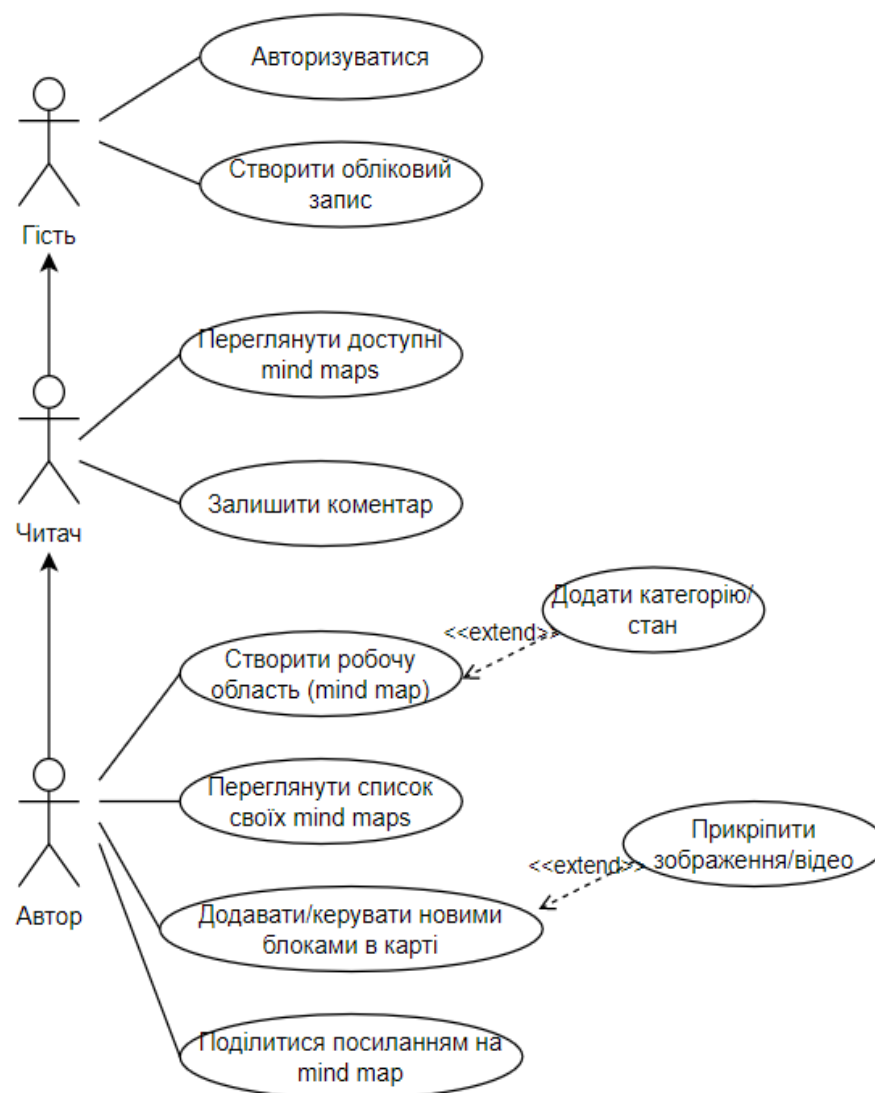 Авторизуватися
Створити обліковий
запис
Гість
Переглянути доступні
mind maps
Залишити коментар
Читач
Додати категорію/
стан
<<extend>>
Створити робочу
область (mind map)
Переглянути список
своїх mind maps
Прикріпити
зображення/відео
<<extend>>
Додавати/керувати новими
блоками в карті
Автор
Поділитися посиланням на
mind map